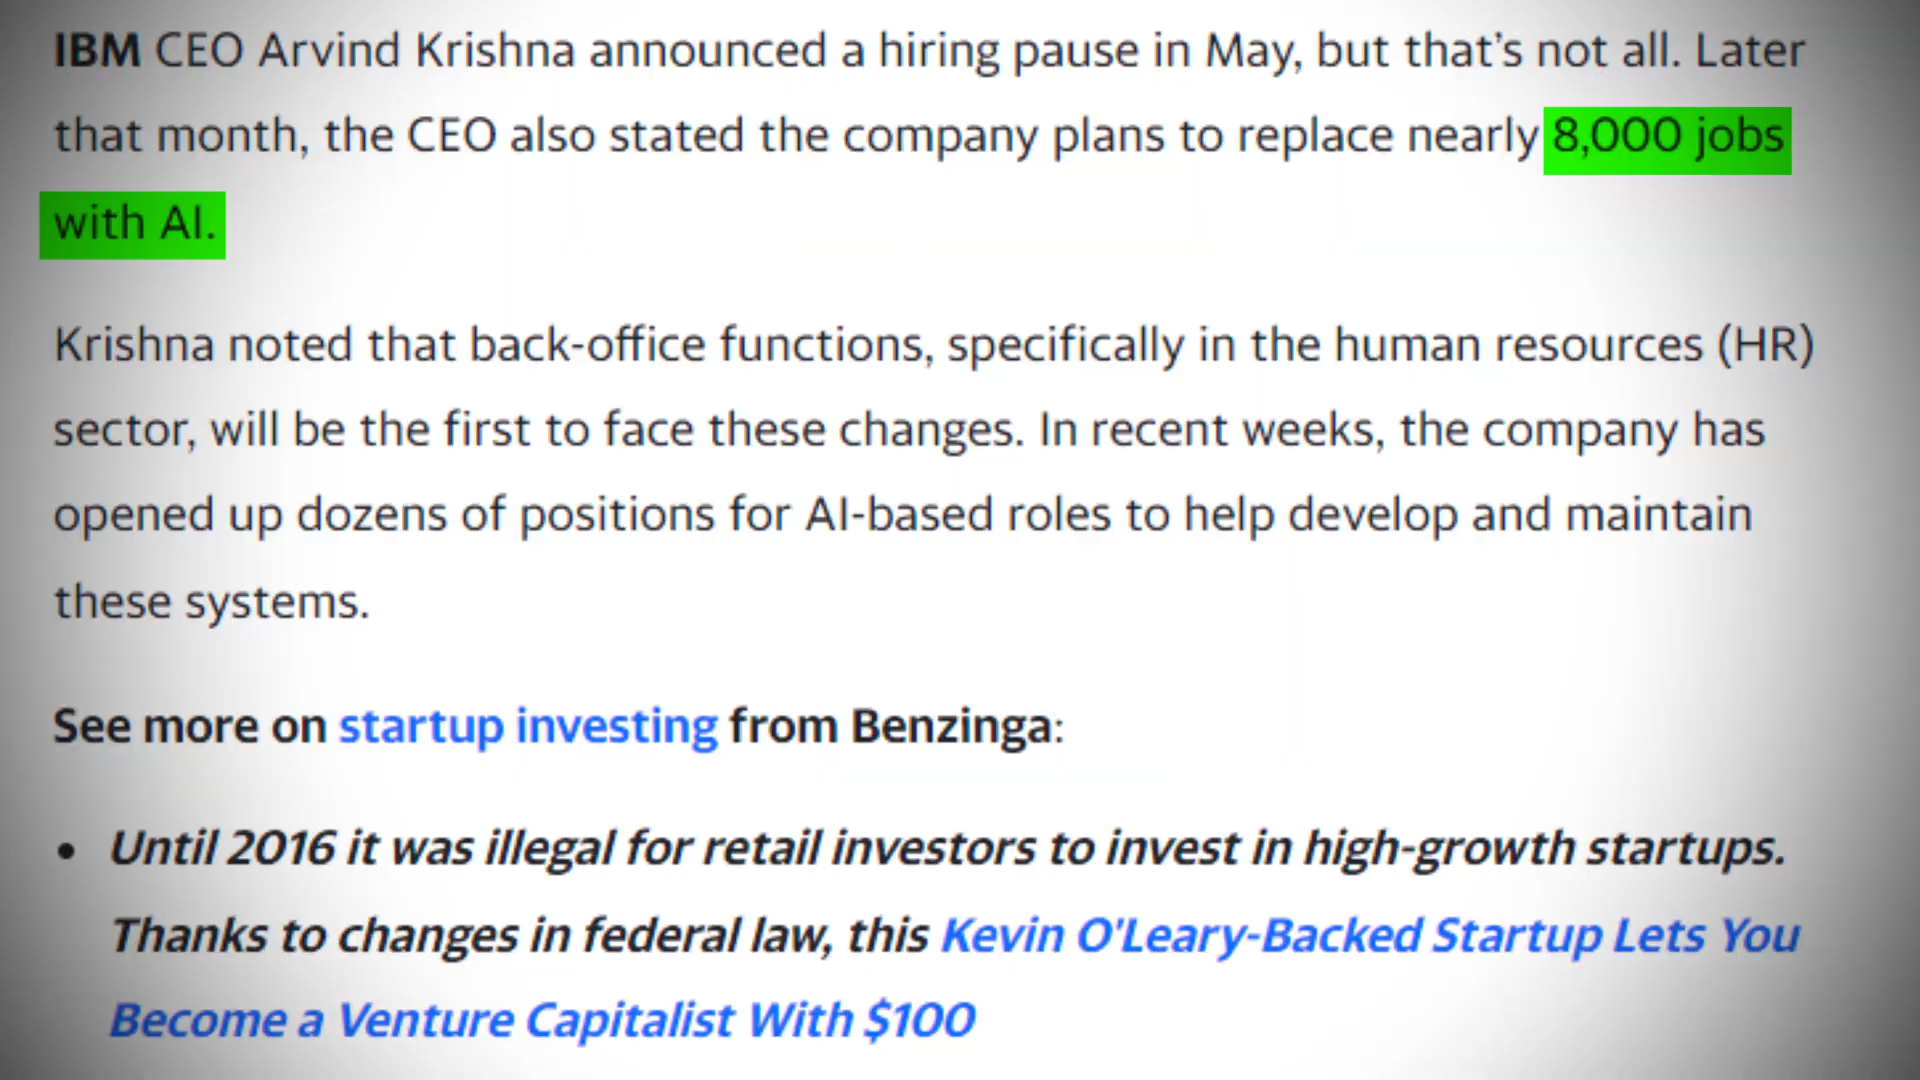 IBM CEO Arvind Krishna announced a hiring pause in May, but that's not all. Later
that month, the CEO also stated the company plans to replace nearly 8,000 jobs
with AI.
Krishna noted that back-office functions, specifically in the human resources (HR)
sector, will be the first to face these changes. In recent weeks, the company has
opened up dozens of positions for AI-based roles to help develop and maintain
these systems.
See more on startup investing from Benzinga:
• Until 2016 it was illegal for retail investors to invest in high-growth startups.
Thanks to changes in federal law, this Kevin O'Leary-Backed Startup Lets You
Become a Venture Capitalist With $100